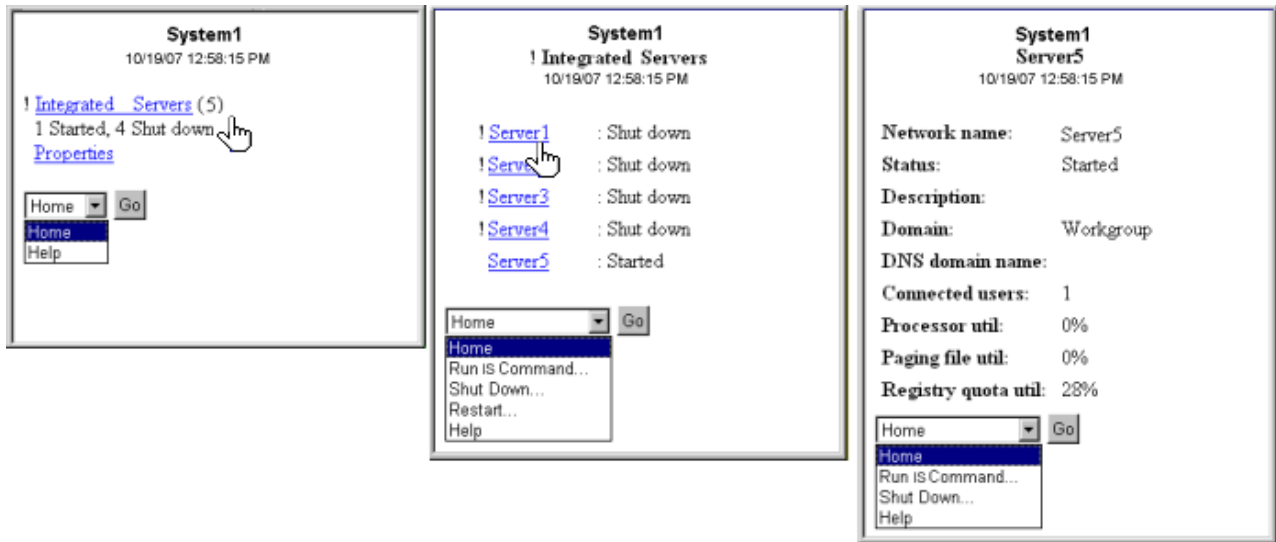 System1
10/19/07 12:58:15 PM
! Integrated Servers (5)
1 Started, 4 Shut down
Properties
Home Go
Home
Help
System1
! Integrated Servers
10/19/07 12:58:15 PM
! Server1 : Shut down
! : Shut down
! Server3 : Shut down
! Server4 : Shut down
Server5 : Started
Home Go
Home
Run IS Command...
Shut Down...
Restart...
Help
System1
Server5
10/19/07 12:58:15 PM
Network name: Server5
Status: Started
Description:
Domain: Workgroup
DNS domain name:
Connected users: 1
Processor util: 0%
Paging file util: 0%
Registry quota util: 28%
Home Go
Home
Run IS Command...
Shut Down...
Help